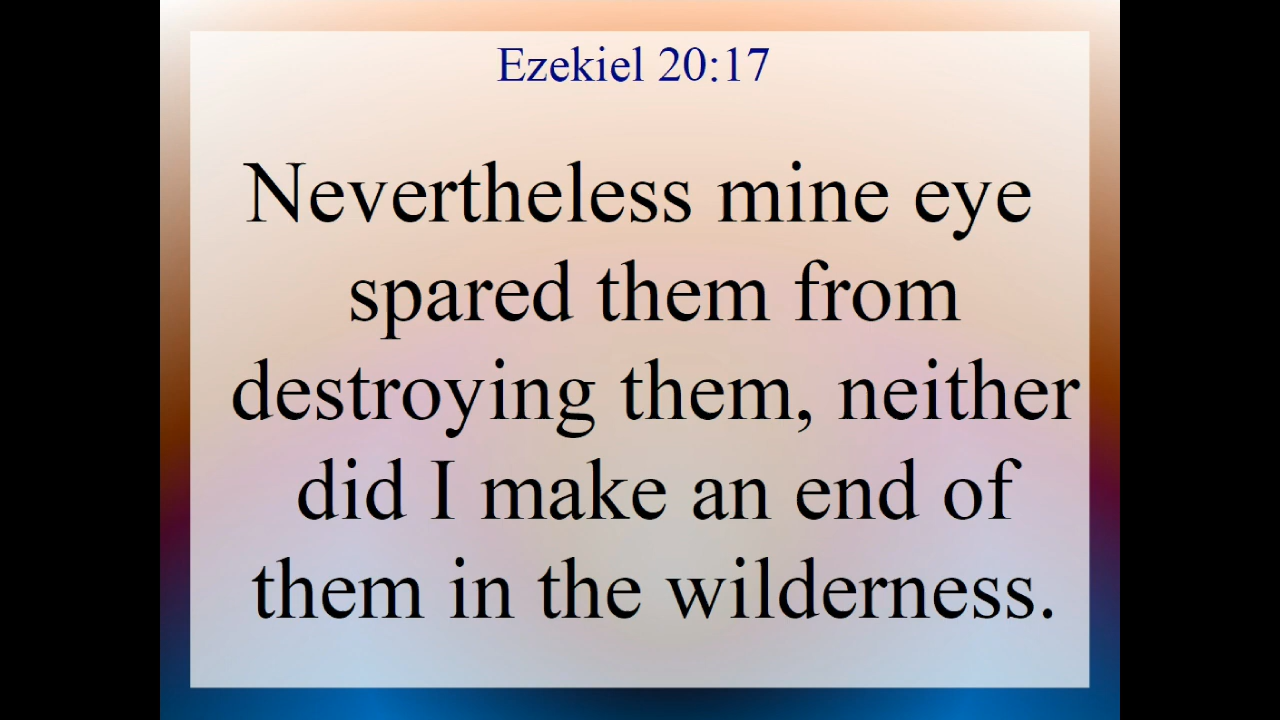 Ezekiel 20:17
Nevertheless mine eye
spared them from
destroying them, neither
did I make an end of
them in the wilderness.